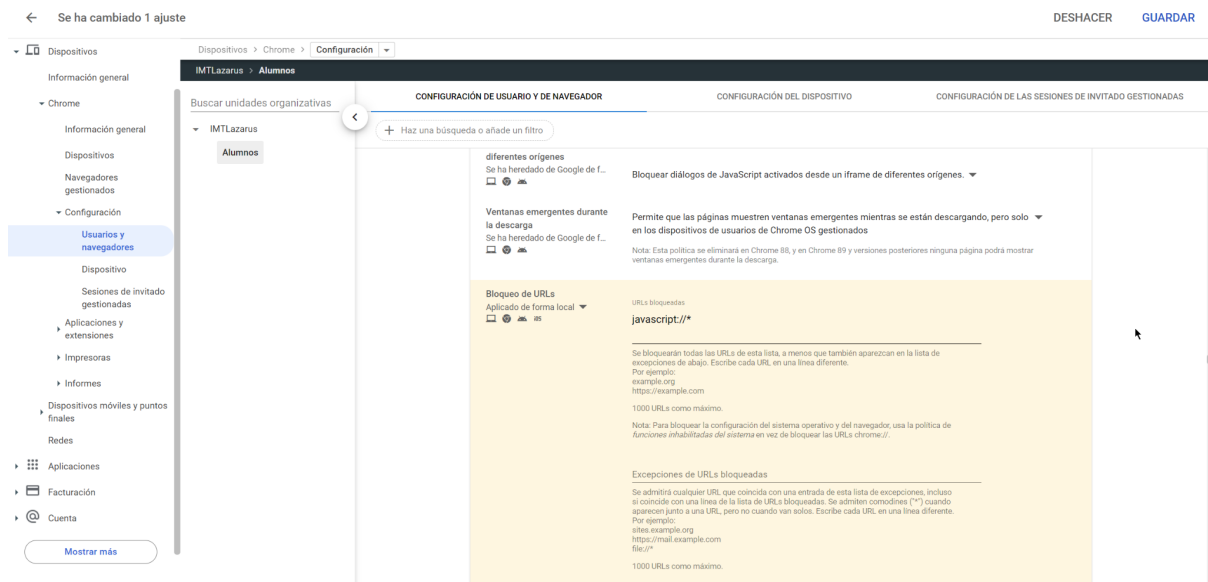 Se ha cambiado 1 ajuste
DESHACER
GUARDAR
Dispositivos
Información general
Chrome
Información general
Dispositivos
Navegadores
gestionados
Configuración
Usuarios y
navegadores
Dispositivo
Sesiones de invitado
gestionadas
Aplicaciones y
extensiones
Impresoras
Informes
Dispositivos móviles y puntos
finales
Redes
Aplicaciones
Facturación
Cuenta
Mostrar más
Dispositivos > Chrome > Configuración
IMTLazarus > Alumnos
Buscar unidades organizativas
IMTLazarus
Alumnos
CONFIGURACIÓN DE USUARIO Y DE NAVEGADOR
CONFIGURACIÓN DEL DISPOSITIVO
CONFIGURACIÓN DE LAS SESIONES DE INVITADO GESTIONADAS
Haz una búsqueda o añade un filtro
diferentes orígenes
Se ha heredado de Google de f...
Bloquear diálogos de JavaScript activados desde un iframe de diferentes orígenes.
Ventanas emergentes durante
la descarga
Se ha heredado de Google de f...
Permite que las páginas muestren ventanas emergentes mientras se están descargando, pero solo
en los dispositivos de usuarios de Chrome OS gestionados
Nota: Esta política se eliminará en Chrome 88, y en Chrome 89 y versiones posteriores ninguna página podrá mostrar
ventanas emergentes durante la descarga.
Bloqueo de URLs
Aplicado de forma local
iOS
URLs bloqueadas
javascript://*
Se bloquearán todas las URLs de esta lista, a menos que también aparezcan en la lista de
excepciones de abajo. Escribe cada URL en una línea diferente.
Por ejemplo:
example.org
https://example.com
1000 URLs como máximo.
Nota: Para bloquear la configuración del sistema operativo y del navegador, usa la política de
funciones inhabilitadas del sistema en vez de bloquear las URLs chrome://.
Excepciones de URLs bloqueadas
Se admitirá cualquier URL que coincida con una entrada de esta lista de excepciones, incluso
si coincide con una línea de la lista de URLs bloqueadas. Se admiten comodines ("*") cuando
aparecen junto a una URL, pero no cuando van solos. Escribe cada URL en una línea diferente.
Por ejemplo:
sites.example.org
https://mail.example.com
file://*
1000 URLs como máximo.